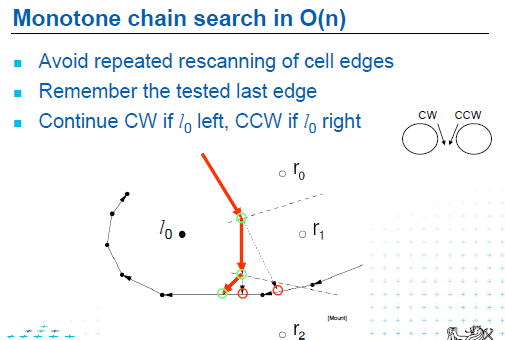 Monotone chain search in O(n)
Avoid repeated rescanning of cell edges
Remember the tested last edge
Continue CW if l₀ left, CCW if l₀ right
CW CCW
r₀
l₀
r₁
[Mount]
r₂